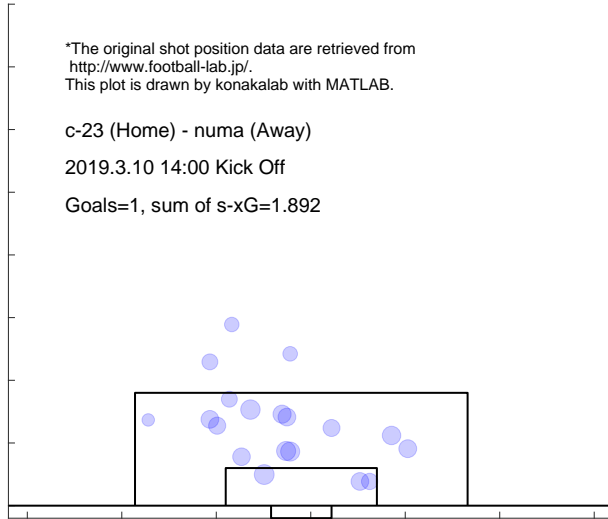 *The original shot position data are retrieved from
http://www.football-lab.jp/.
This plot is drawn by konakalab with MATLAB.
c-23 (Home) - numa (Away)
2019.3.10 14:00 Kick Off
Goals=1, sum of s-xG=1.892